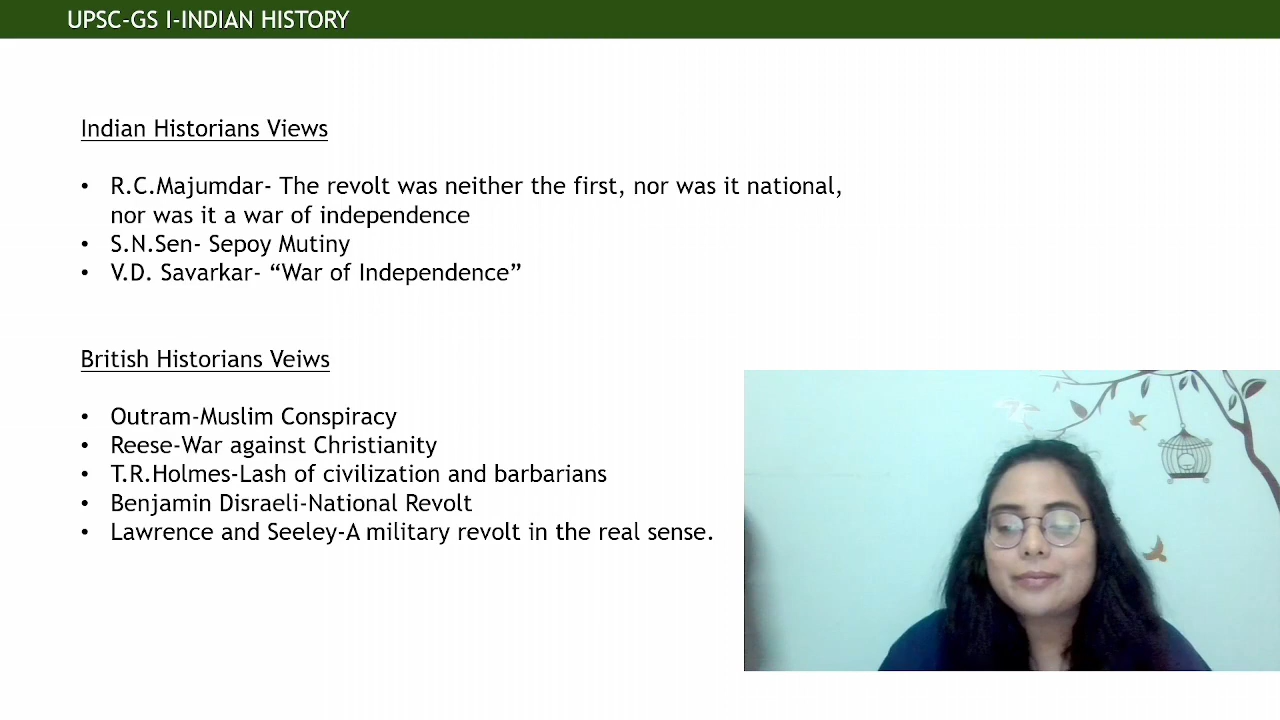 UPSC-GS I-INDIAN HISTORY
Indian Historians Views
• R.C.Majumdar- The revolt was neither the first, nor was it national,
nor was it a war of independence
• S.N.Sen- Sepoy Mutiny
• V.D. Savarkar- “War of Independence”
British Historians Veiws
• Outram-Muslim Conspiracy
• Reese-War against Christianity
• T.R.Holmes-Lash of civilization and barbarians
• Benjamin Disraeli-National Revolt
• Lawrence and Seeley-A military revolt in the real sense.